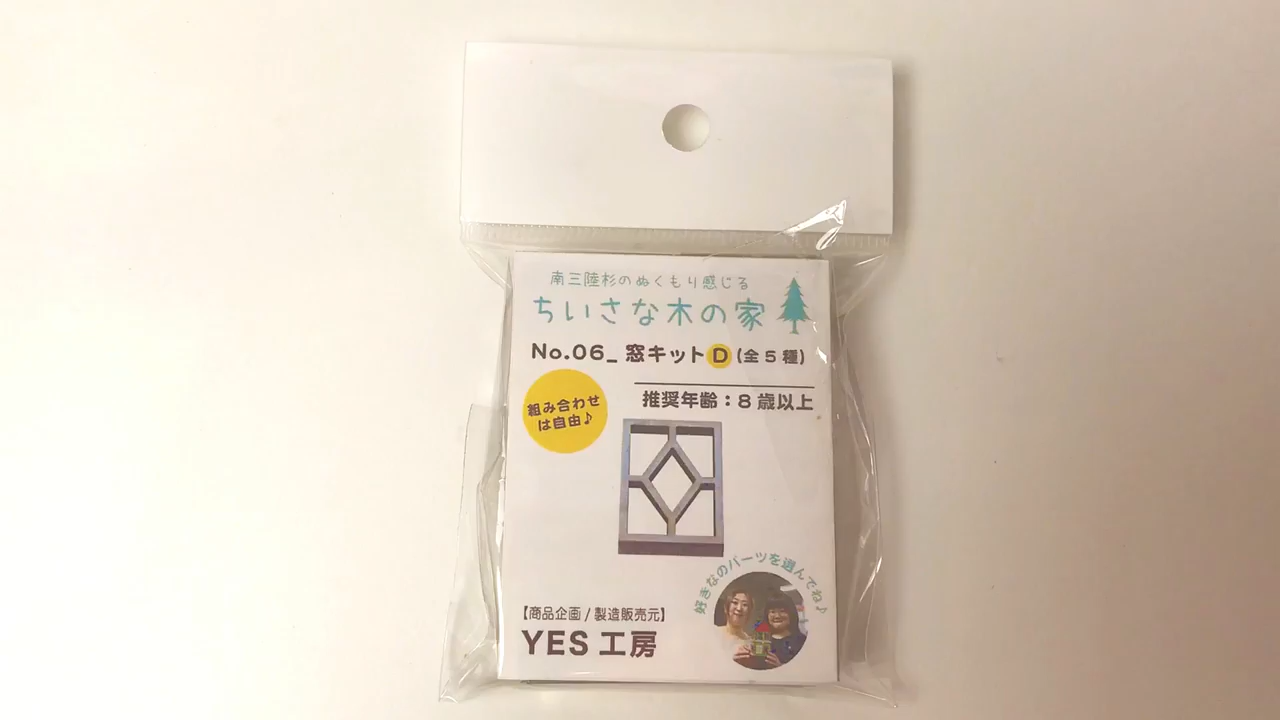 南三陸杉のぬくもり感じる
ちいさな木の家
No.06_ 窓キット D (全 5 種)
推奨年齢：8 歳以上
組み合わせ
は自由♪
好きなのパーツを選んでね♪
【商品企画 / 製造販売元】
YES 工房